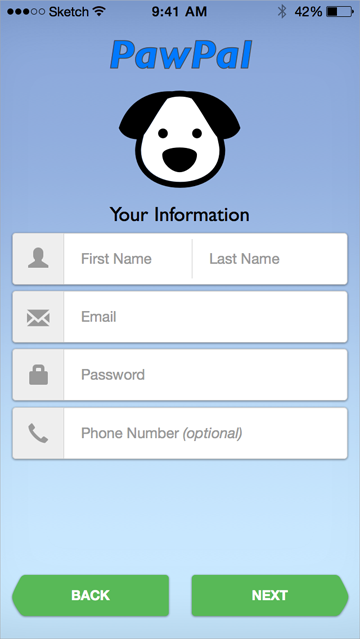 Sketch 9:41 AM 42%
PawPal
Your Information
First Name Last Name
Email
Password
Phone Number (optional)
BACK NEXT